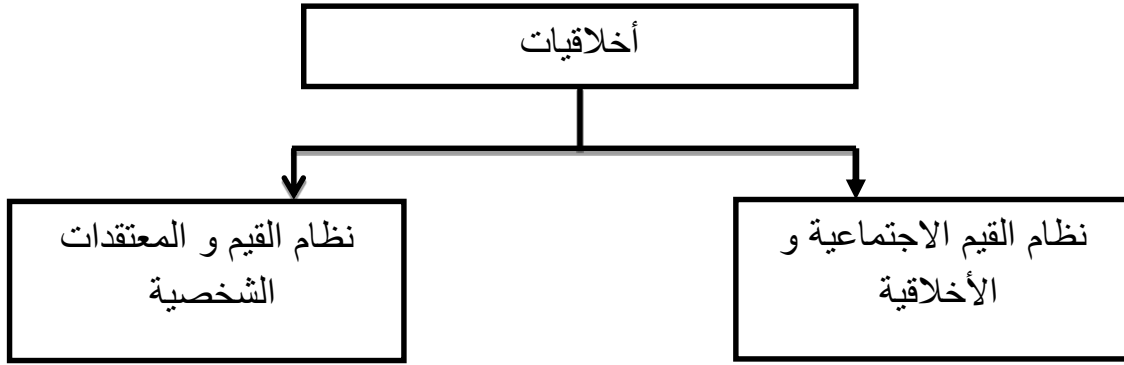 أخلاقيات
نظام القيم الاجتماعية و
الأخلاقية
نظام القيم و المعتقدات
الشخصية